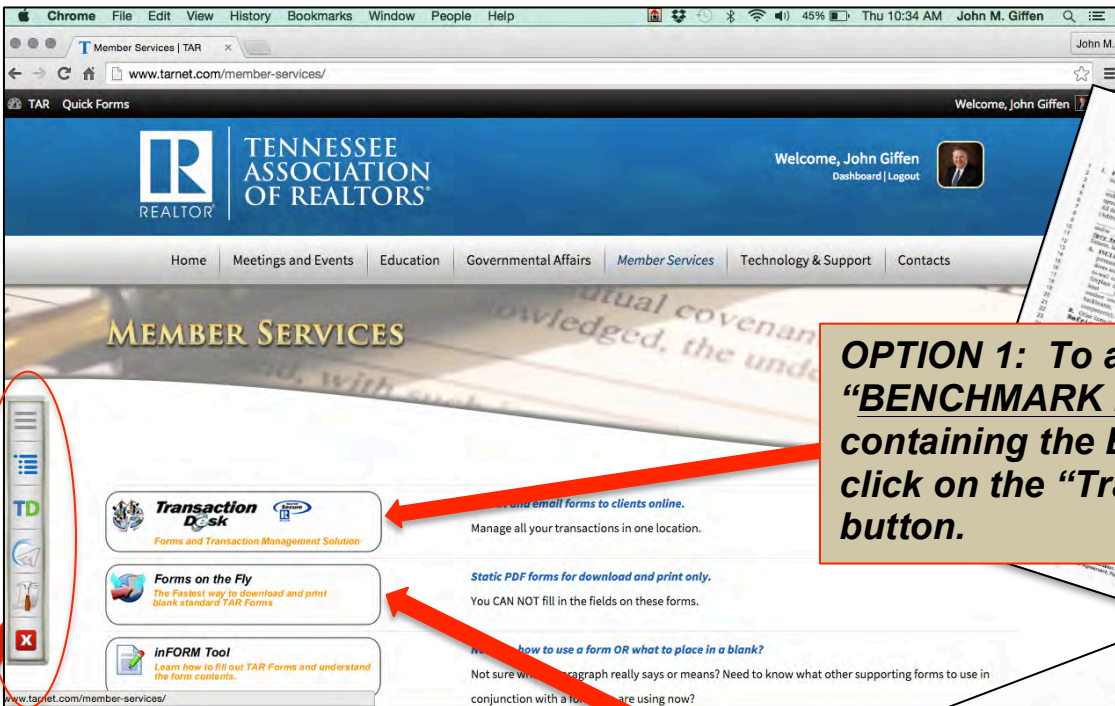 Chrome File Edit View History Bookmarks Window People Help 45% Thu 10:34 AM John M. Giffen
Member Services | TAR
John M.
www.tarnet.com/member-services/
TAR Quick Forms Welcome, John Giffen
REALTOR®
TENNESSEE
ASSOCIATION
OF REALTORS®
Welcome, John Giffen
Dashboard | Logout
Home Meetings and Events Education Governmental Affairs Member Services Technology & Support Contacts
mutual covenan
owledged, the unde
nd, with such
MEMBER SERVICES
OPTION 1: To a
“BENCHMARK
containing the
click on the “Tra
button.
TD
Transaction
Desk
Forms and Transaction Management Solution
and email forms to clients online.
Manage all your transactions in one location.
Forms on the Fly
The Fastest way to download and print
blank standard TAR Forms
Static PDF forms for download and print only.
You CAN NOT fill in the fields on these forms.
inFORM Tool
Learn how to fill out TAR Forms and understand
the form contents.
how to use a form OR what to place in a blank?
Not sure paragraph really says or means? Need to know what other supporting forms to use in
conjunction with a are using now?
www.tarnet.com/member-services/